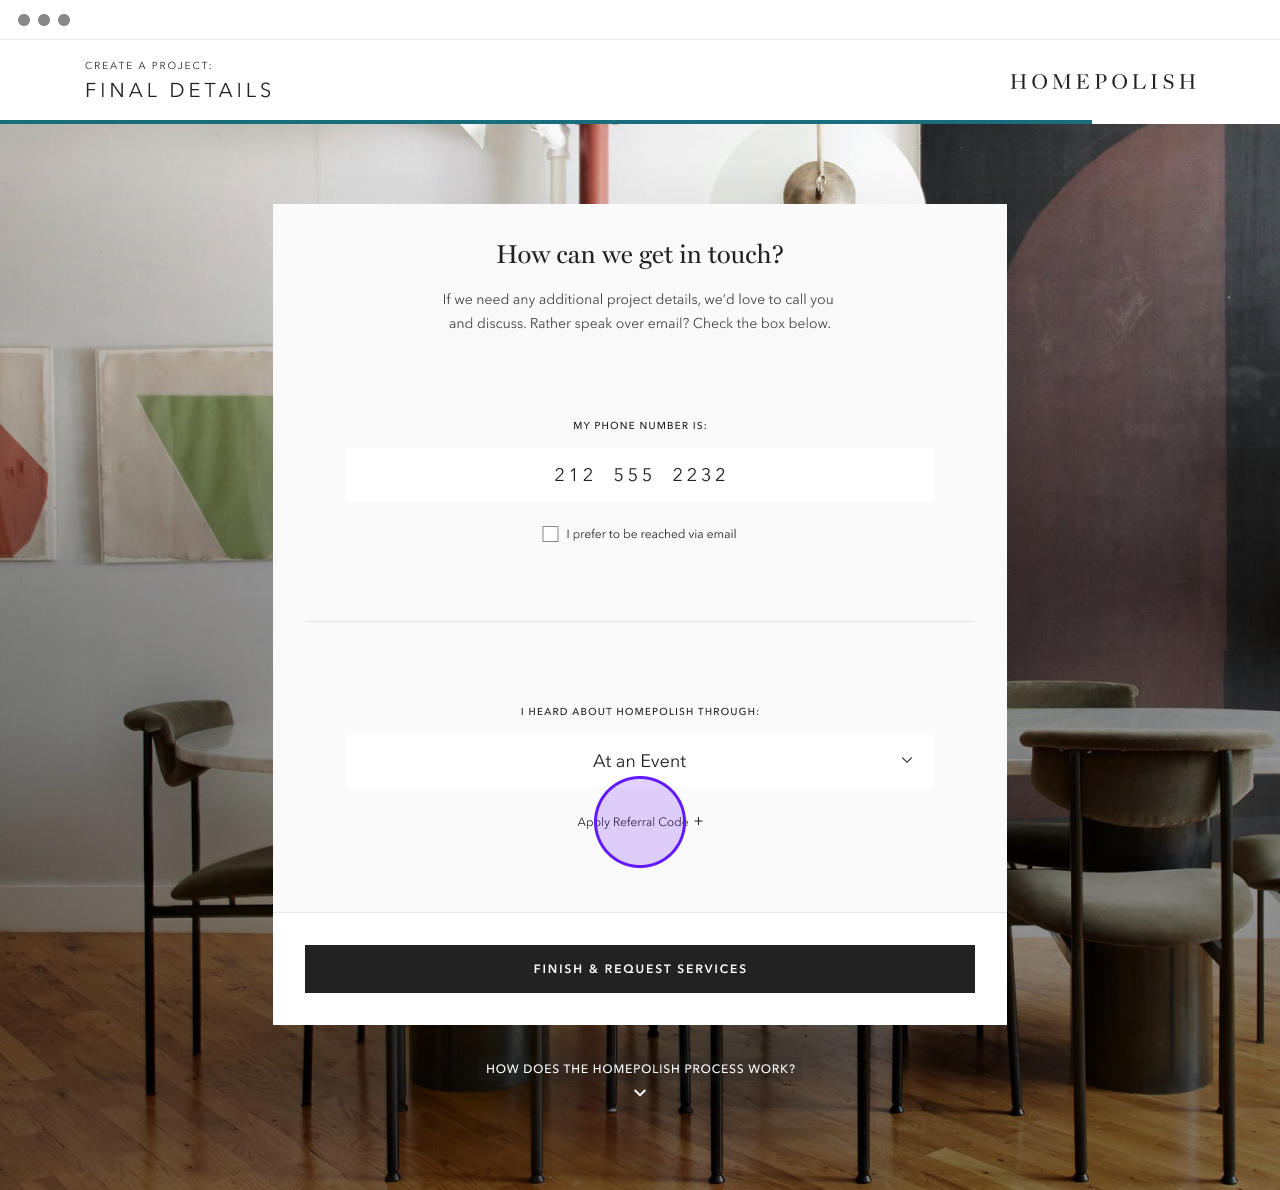 CREATE A PROJECT:
FINAL DETAILS
HOMEPOLISH
How can we get in touch?
If we need any additional project details, we’d love to call you
and discuss. Rather speak over email? Check the box below.
MY PHONE NUMBER IS:
212 555 2232
I prefer to be reached via email
I HEARD ABOUT HOMEPOLISH THROUGH:
At an Event
Apply Referral Code +
FINISH & REQUEST SERVICES
HOW DOES THE HOMEPOLISH PROCESS WORK?